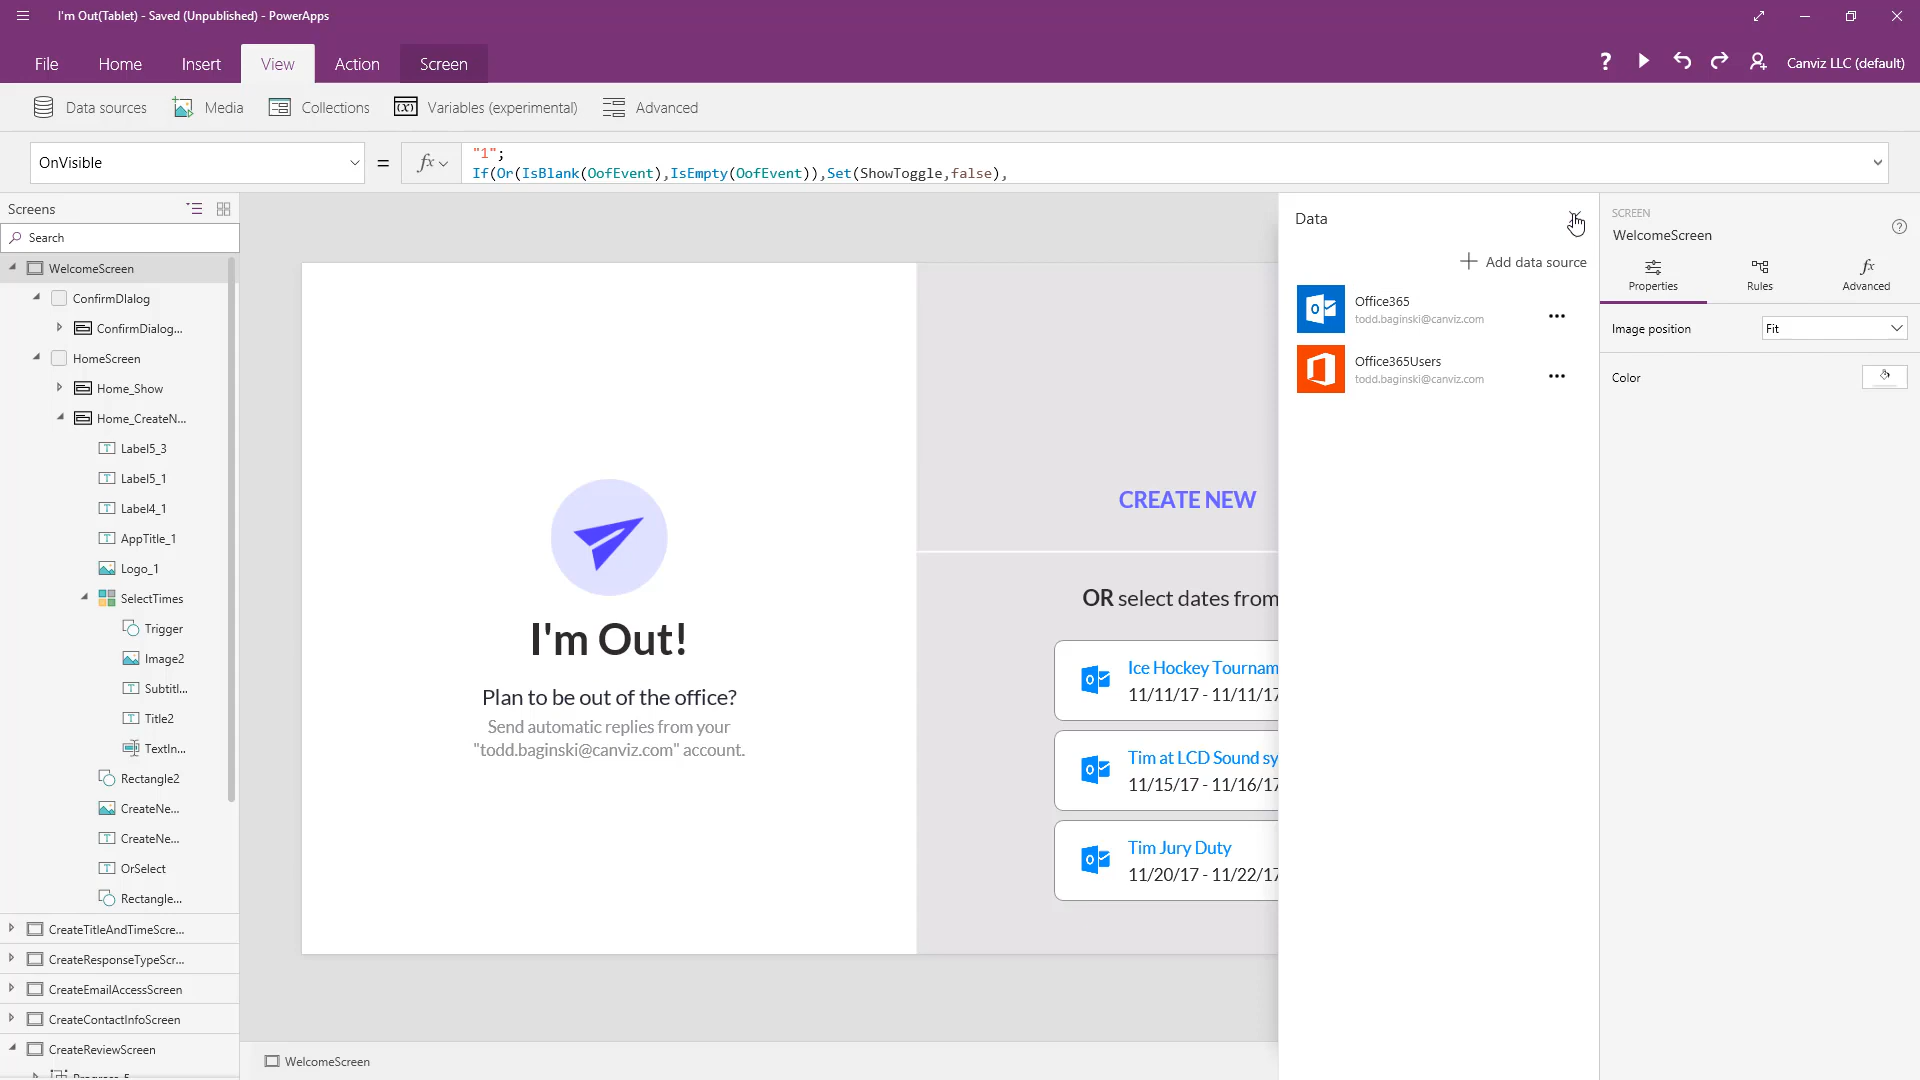 I'm Out(Tablet) - Saved (Unpublished) - PowerApps
File Home Insert View Action Screen
? Canviz LLC (default)
Data sources Media Collections (x) Variables (experimental) Advanced
OnVisible = fx "1";
If(Or(IsBlank(OofEvent),IsEmpty(OofEvent)),Set(ShowToggle,false),
Screens
Search
WelcomeScreen
ConfirmDIalog
ConfirmDialog...
HomeScreen
Home_Show
Home_CreateN...
Label5_3
Label5_1
Label4_1
AppTitle_1
Logo_1
SelectTimes
Trigger
Image2
Subtitl...
Title2
TextIn...
Rectangle2
CreateNe...
CreateNe...
OrSelect
Rectangle...
CreateTitleAndTimeScre...
CreateResponseTypeScr...
CreateEmailAccessScreen
CreateContactInfoScreen
CreateReviewScreen
I'm Out!
Plan to be out of the office?
Send automatic replies from your
"todd.baginski@canviz.com" account.
CREATE NEW
OR select dates from
Ice Hockey Tournam
11/11/17 - 11/11/17
Tim at LCD Sound sy
11/15/17 - 11/16/17
Tim Jury Duty
11/20/17 - 11/22/17
WelcomeScreen
Data
Add data source
Office365
todd.baginski@canviz.com
Office365Users
todd.baginski@canviz.com
SCREEN
WelcomeScreen
?
Properties Rules Advanced
Image position Fit
Color